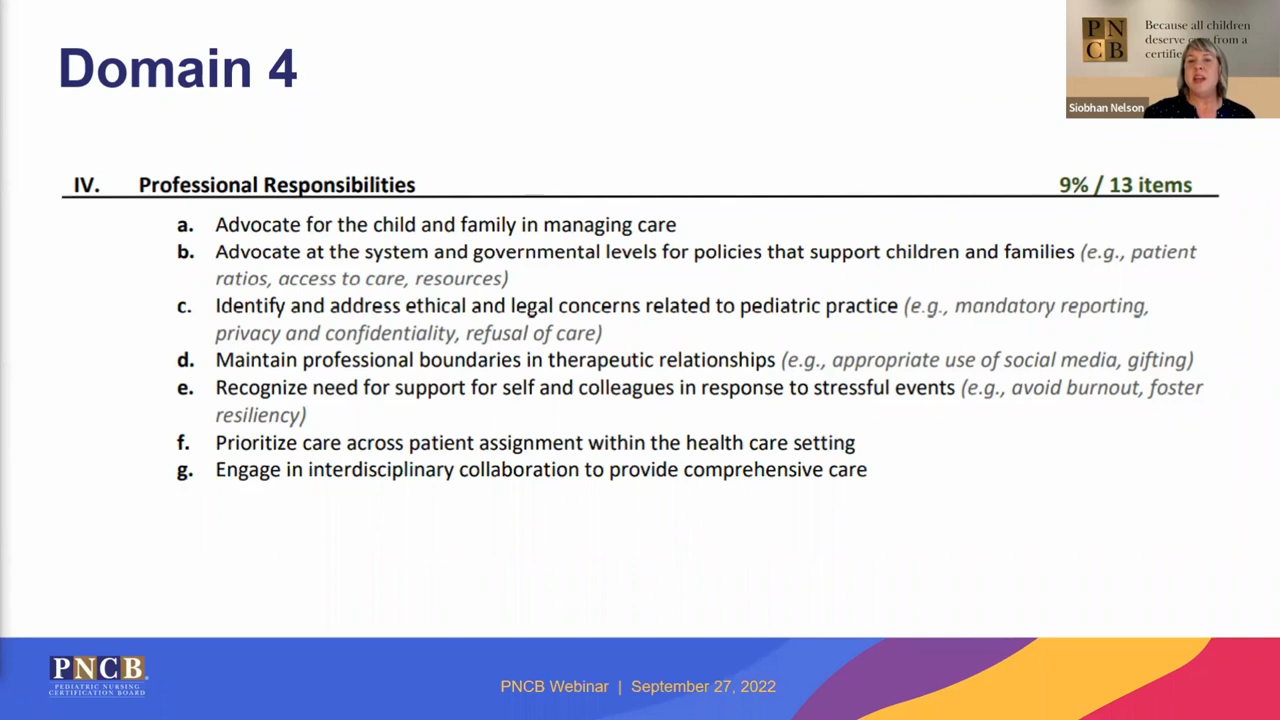 Domain 4
PN
CB
Because all children
deserve care from a
certifie
Siobhan Nelson
IV. Professional Responsibilities 9% / 13 items
a. Advocate for the child and family in managing care
b. Advocate at the system and governmental levels for policies that support children and families (e.g., patient
ratios, access to care, resources)
c. Identify and address ethical and legal concerns related to pediatric practice (e.g., mandatory reporting,
privacy and confidentiality, refusal of care)
d. Maintain professional boundaries in therapeutic relationships (e.g., appropriate use of social media, gifting)
e. Recognize need for support for self and colleagues in response to stressful events (e.g., avoid burnout, foster
resiliency)
f. Prioritize care across patient assignment within the health care setting
g. Engage in interdisciplinary collaboration to provide comprehensive care
PNCB®
PEDIATRIC NURSING
CERTIFICATION BOARD
PNCB Webinar | September 27, 2022